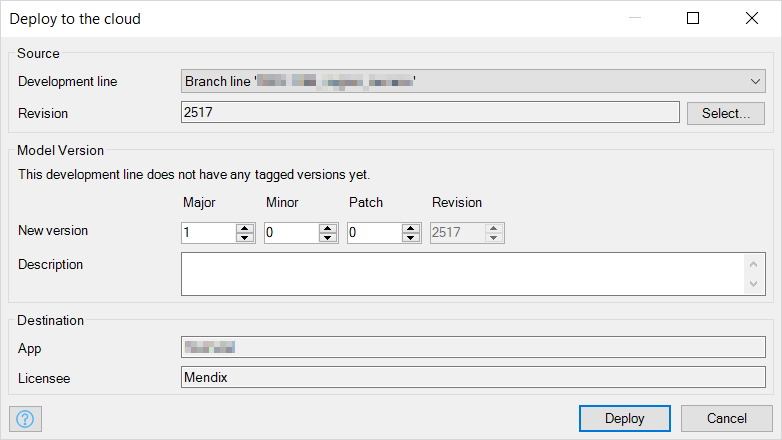 Deploy to the cloud
Source
Development line
Branch line '
'
Revision
2517
Select...
Model Version
This development line does not have any tagged versions yet.
Major Minor Patch Revision
New version
1 0 0 2517
Description
Destination
App
Licensee
Mendix
?
Deploy
Cancel